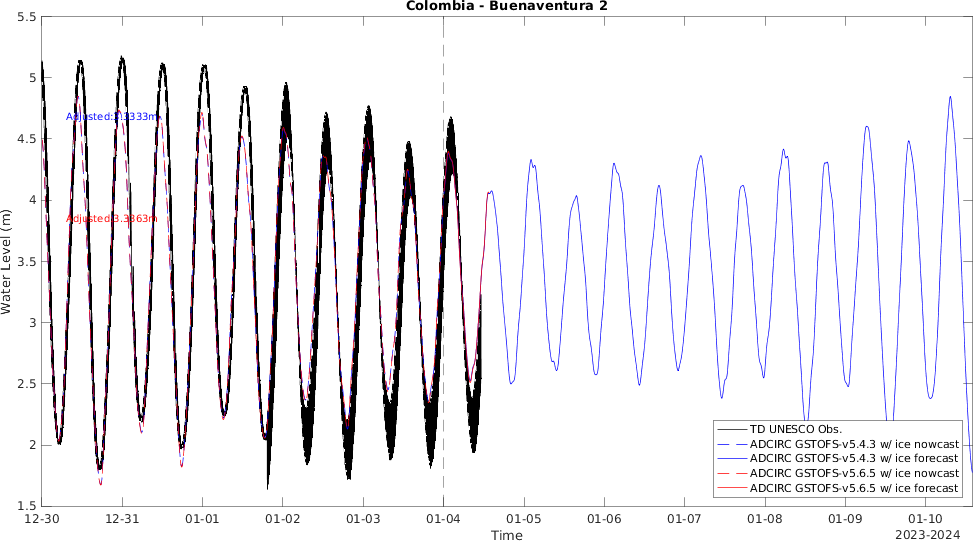 Colombia - Buenaventura 2
5.5
5
4.5
4
3.5
3
2.5
2
1.5
Water Level (m)
Adjusted:3.3333m
Adjusted:3.3363m
TD UNESCO Obs.
ADCIRC GSTOFS-v5.4.3 w/ ice nowcast
ADCIRC GSTOFS-v5.4.3 w/ ice forecast
ADCIRC GSTOFS-v5.6.5 w/ ice nowcast
ADCIRC GSTOFS-v5.6.5 w/ ice forecast
12-30 12-31 01-01 01-02 01-03 01-04 01-05 01-06 01-07 01-08 01-09 01-10
Time
2023-2024